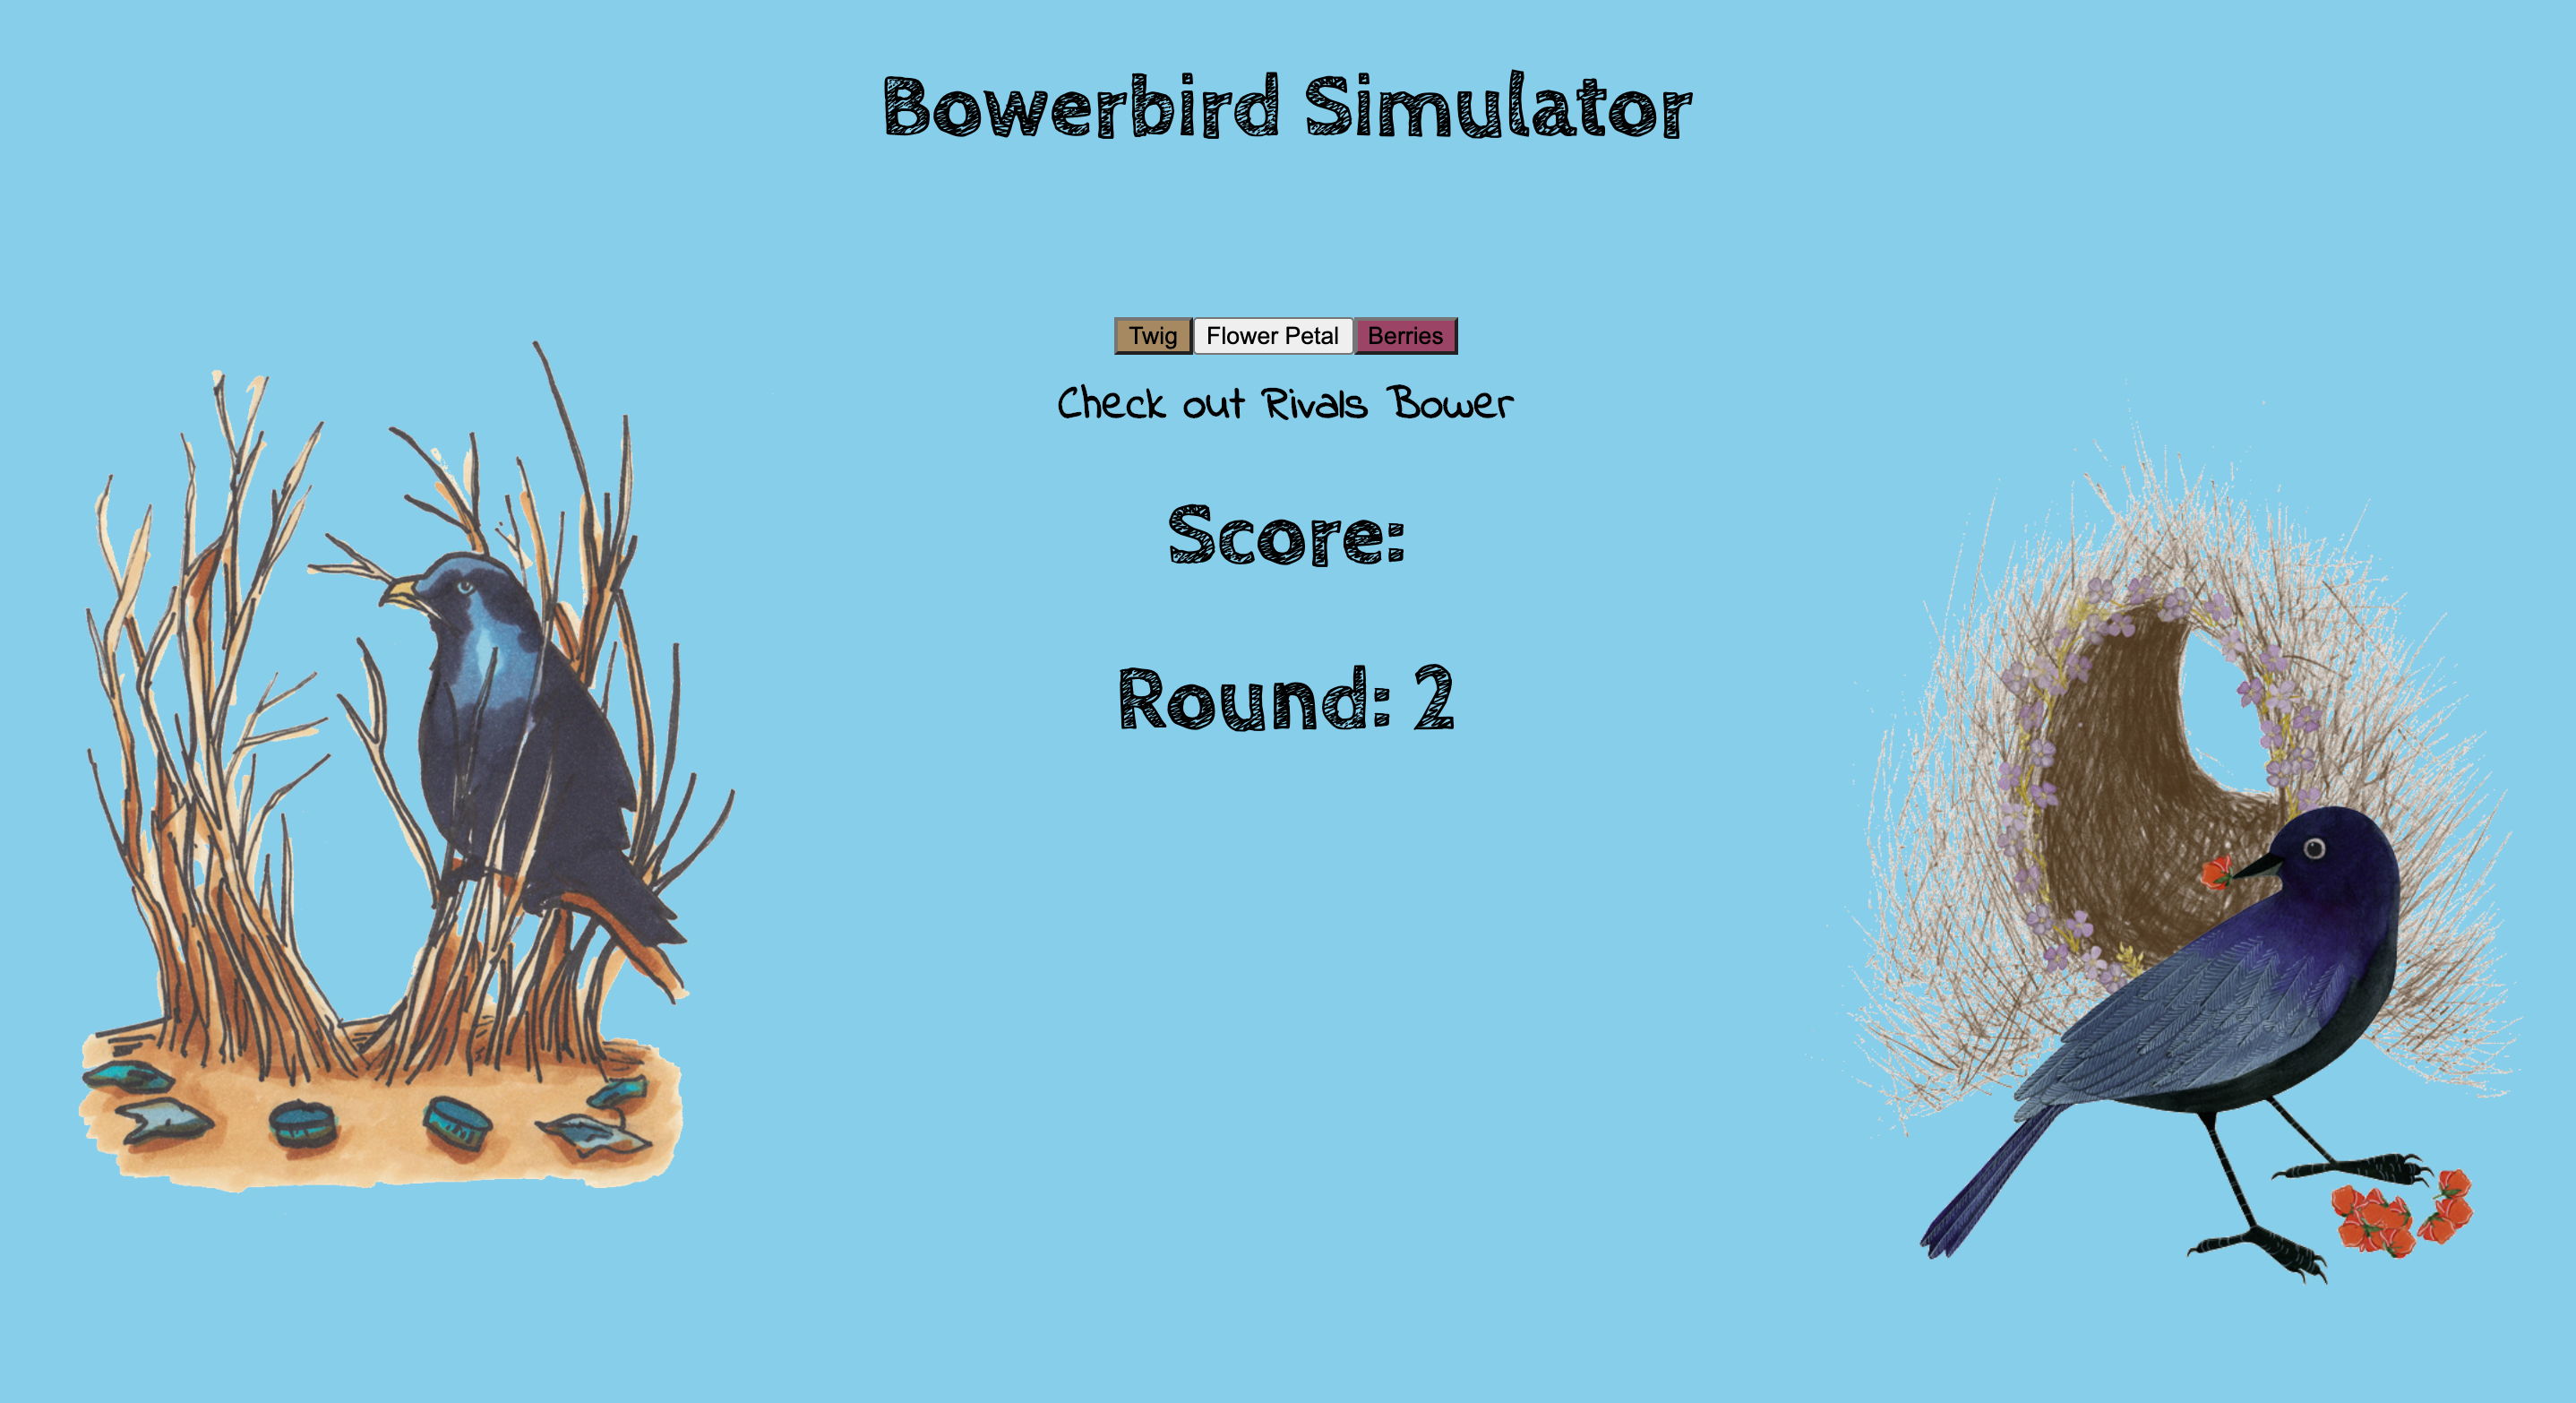 Bowerbird Simulator
Twig Flower Petal Berries
Check out Rivals Bower
Score:
Round: 2